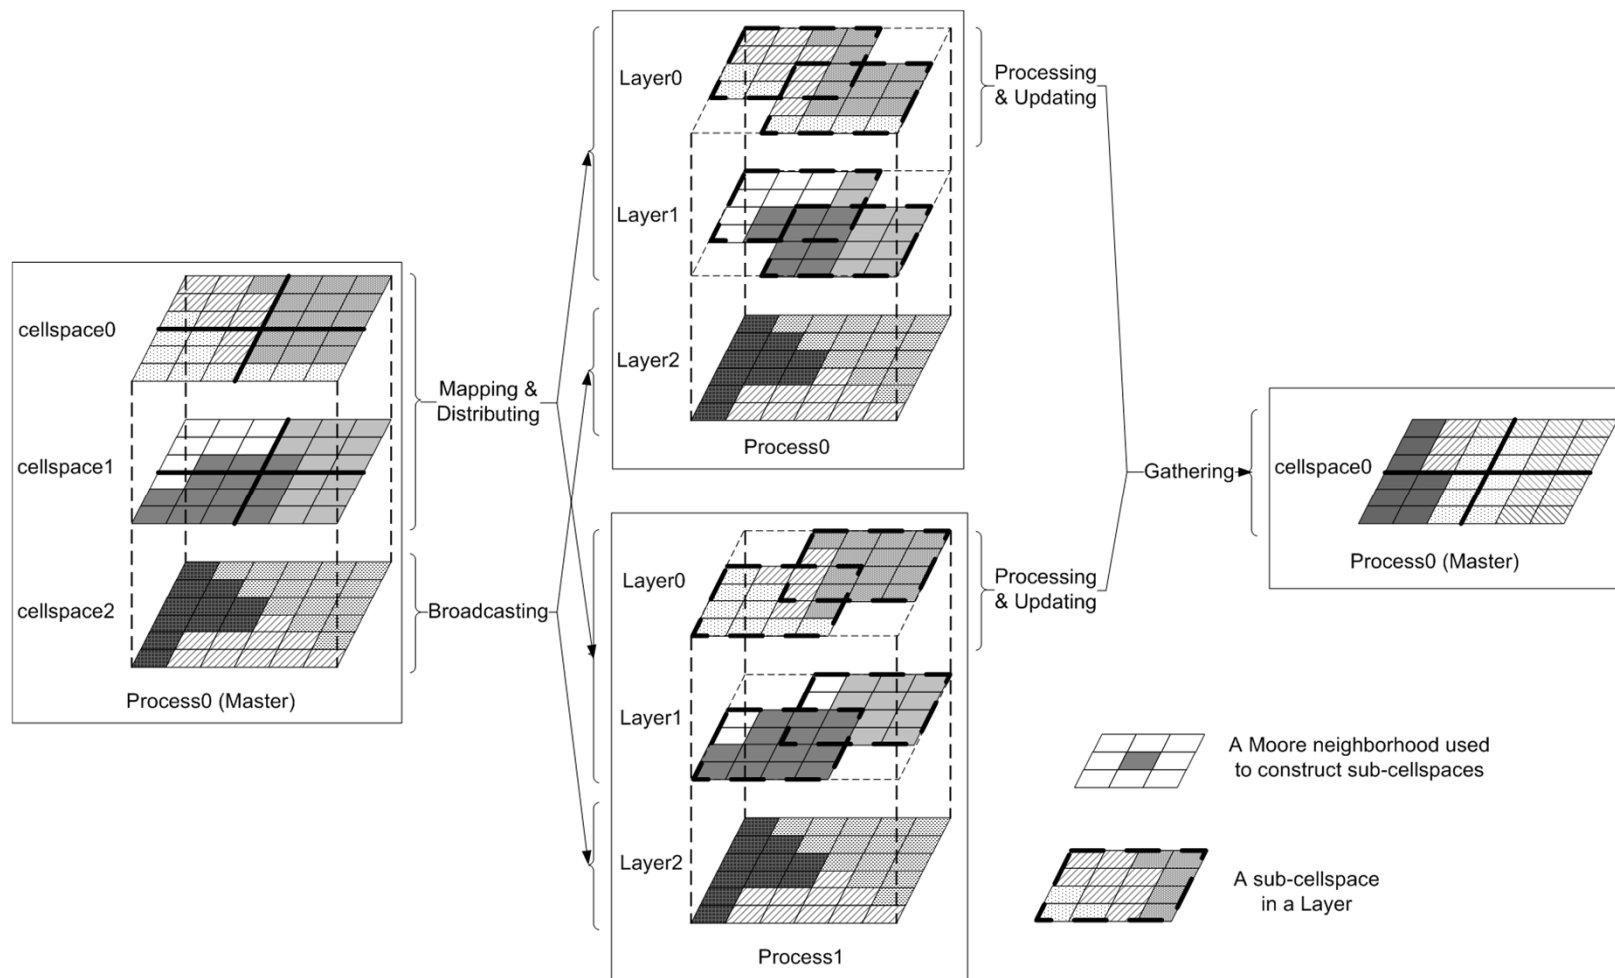 cellspace0
cellspace1
cellspace2
Process0 (Master)
Mapping &
Distributing
Broadcasting
Layer0
Layer1
Layer2
Process0
Layer0
Layer1
Layer2
Process1
Processing
& Updating
Processing
& Updating
Gathering
cellspace0
Process0 (Master)
A Moore neighborhood used
to construct sub-cellspaces
A sub-cellspace
in a Layer